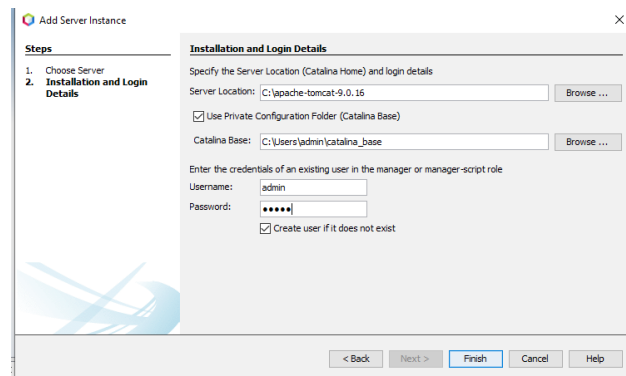 Add Server Instance
Steps
1. Choose Server
2. Installation and Login
Details
Installation and Login Details
Specify the Server Location (Catalina Home) and login details
Server Location: C:\apache-tomcat-9.0.16 Browse ...
Use Private Configuration Folder (Catalina Base)
Catalina Base: C:\Users\admin\catalina_base Browse ...
Enter the credentials of an existing user in the manager or manager-script role
Username: admin
Password: •••••
Create user if it does not exist
< Back Next > Finish Cancel Help